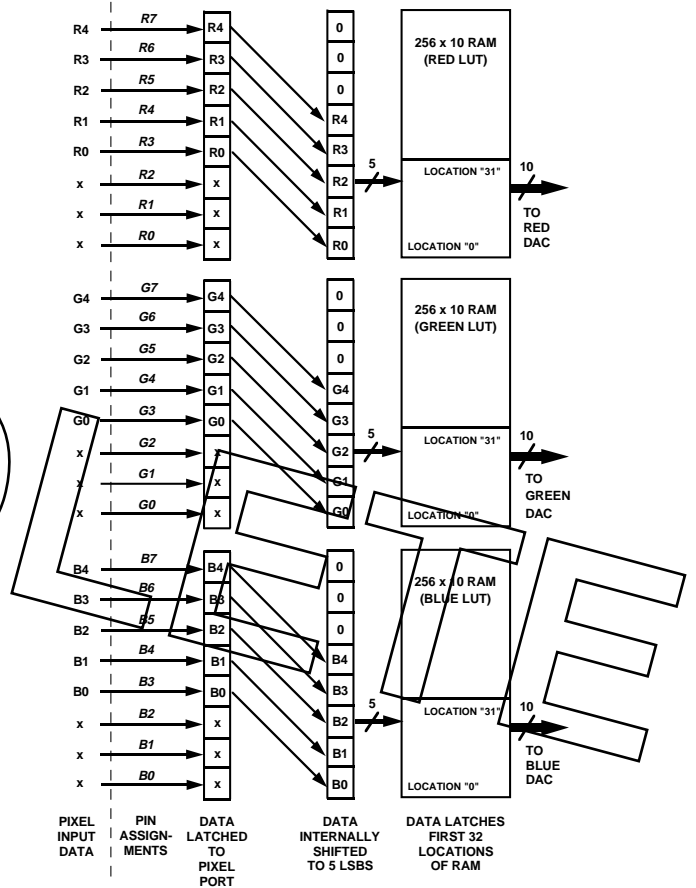 R4 R7 R4 0
R3 R6 R3 0
R2 R5 R2 0
R1 R4 R1 R4
R0 R3 R0 R3
x R2 x R2
x R1 x R1
x R0 x R0
5
256 x 10 RAM
(RED LUT)
LOCATION "31"
LOCATION "0"
10
TO
RED
DAC
G4 G7 G4 0
G3 G6 G3 0
G2 G5 G2 0
G1 G4 G1 G4
G0 G3 G0 G3
x G2 x G2
x G1 x G1
x G0 x G0
5
256 x 10 RAM
(GREEN LUT)
LOCATION "31"
LOCATION "0"
10
TO
GREEN
DAC
B4 B7 B4 0
B3 B6 B3 0
B2 B5 B2 0
B1 B4 B1 B4
B0 B3 B0 B3
x B2 x B2
x B1 x B1
x B0 x B0
5
256 x 10 RAM
(BLUE LUT)
LOCATION "31"
LOCATION "0"
10
TO
BLUE
DAC
PIXEL
INPUT
DATA
PIN
ASSIGN-
MENTS
DATA
LATCHED
TO
PIXEL
PORT
DATA
INTERNALLY
SHIFTED
TO 5 LSBS
DATA LATCHES
FIRST 32
LOCATIONS
OF RAM
LETE